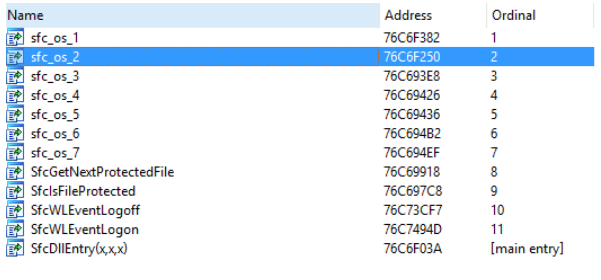 Name Address Ordinal
sfc_os_1 76C6F382 1
sfc_os_2 76C6F250 2
sfc_os_3 76C693E8 3
sfc_os_4 76C69426 4
sfc_os_5 76C69436 5
sfc_os_6 76C694B2 6
sfc_os_7 76C694EF 7
SfcGetNextProtectedFile 76C69918 8
SfcIsFileProtected 76C697C8 9
SfcWLEventLogoff 76C73CF7 10
SfcWLEventLogon 76C7494D 11
SfcDllEntry(x,x,x) 76C6F03A [main entry]